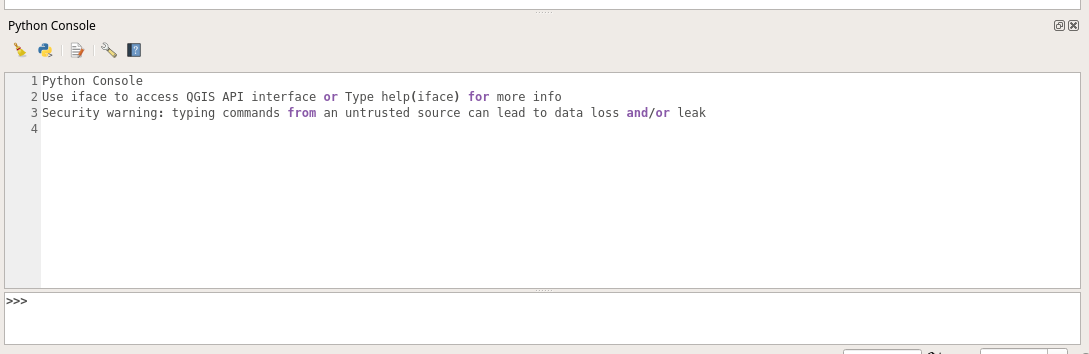 Python Console
1 Python Console
2 Use iface to access QGIS API interface or Type help(iface) for more info
3 Security warning: typing commands from an untrusted source can lead to data loss and/or leak
4
>>>